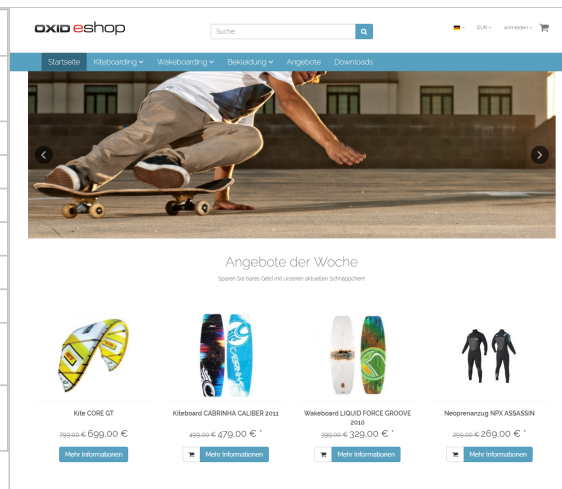 OXID eshop
Suche
EUR
Anmelden
Startseite Kiteboarding Wakeboarding Bekleidung Angebote Downloads
Angebote der Woche
Sparen Sie bares Geld mit unseren aktuellen Schnäppchen!
Kite CORE GT
799,00 € 699,00 €
Mehr Informationen
Kiteboard CABRINHA CALIBER 2011
499,00 € 479,00 € *
Mehr Informationen
Wakeboard LIQUID FORCE GROOVE
2010
399,00 € 329,00 € *
Mehr Informationen
Neoprenanzug NPX ASSASSIN
299,00 € 269,00 € *
Mehr Informationen